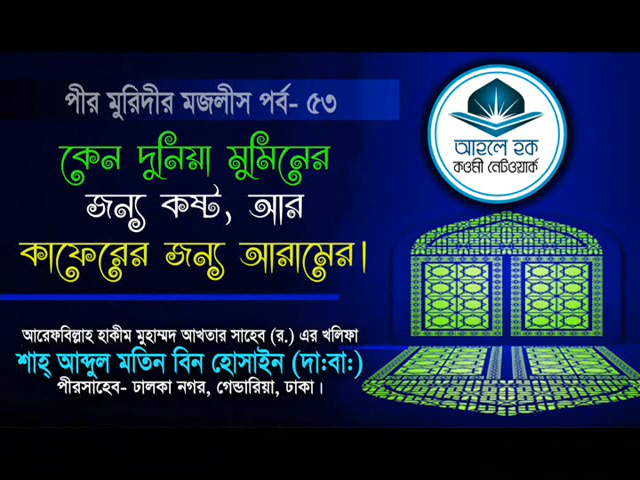 পীর মুরিদীর মজলীস পর্ব- ৫৩
কেন দুনিয়া মুমিনের
জন্য কষ্ট, আর
কাফেরের জন্য আরামের।
আরেফবিল্লাহ হাকীম মুহাম্মদ আখতার সাহেব (র.) এর খলিফা
শাহ্ আব্দুল মতিন বিন হোসাইন (দা:বা:)
পীরসাহেব- ঢালকা নগর, গেন্ডারিয়া, ঢাকা।
আহলে হক
কওমী নেটওয়ার্ক